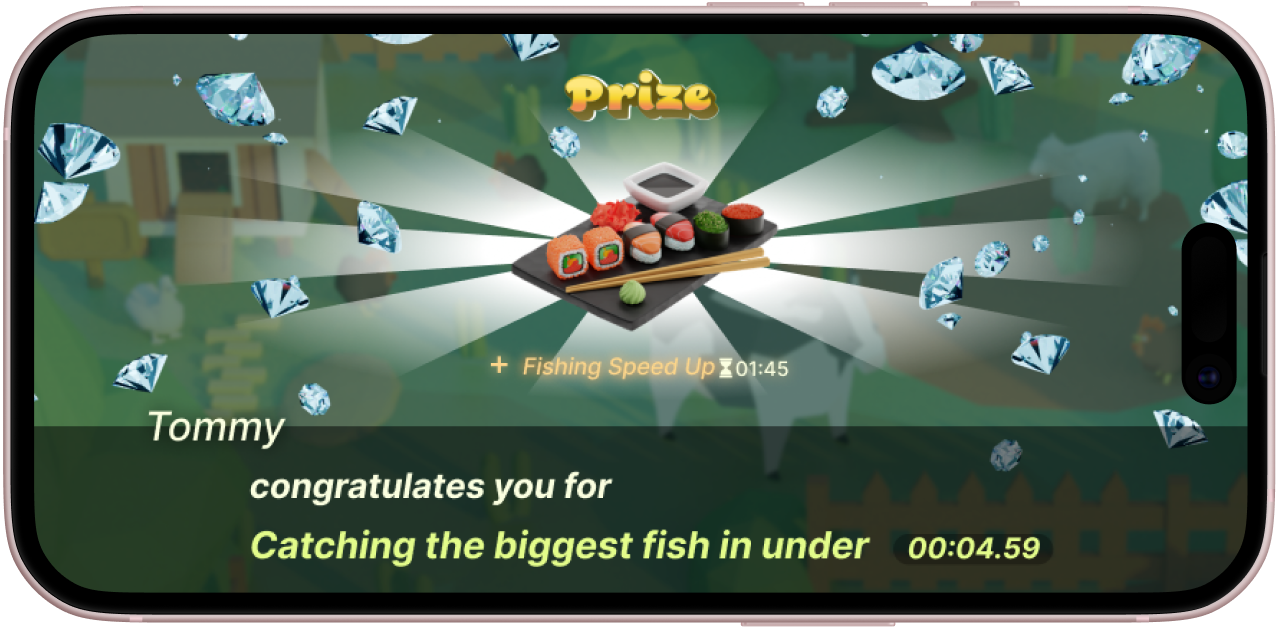 Prize
+ Fishing Speed Up 01:45
Tommy
congratulates you for
Catching the biggest fish in under 00:04.59